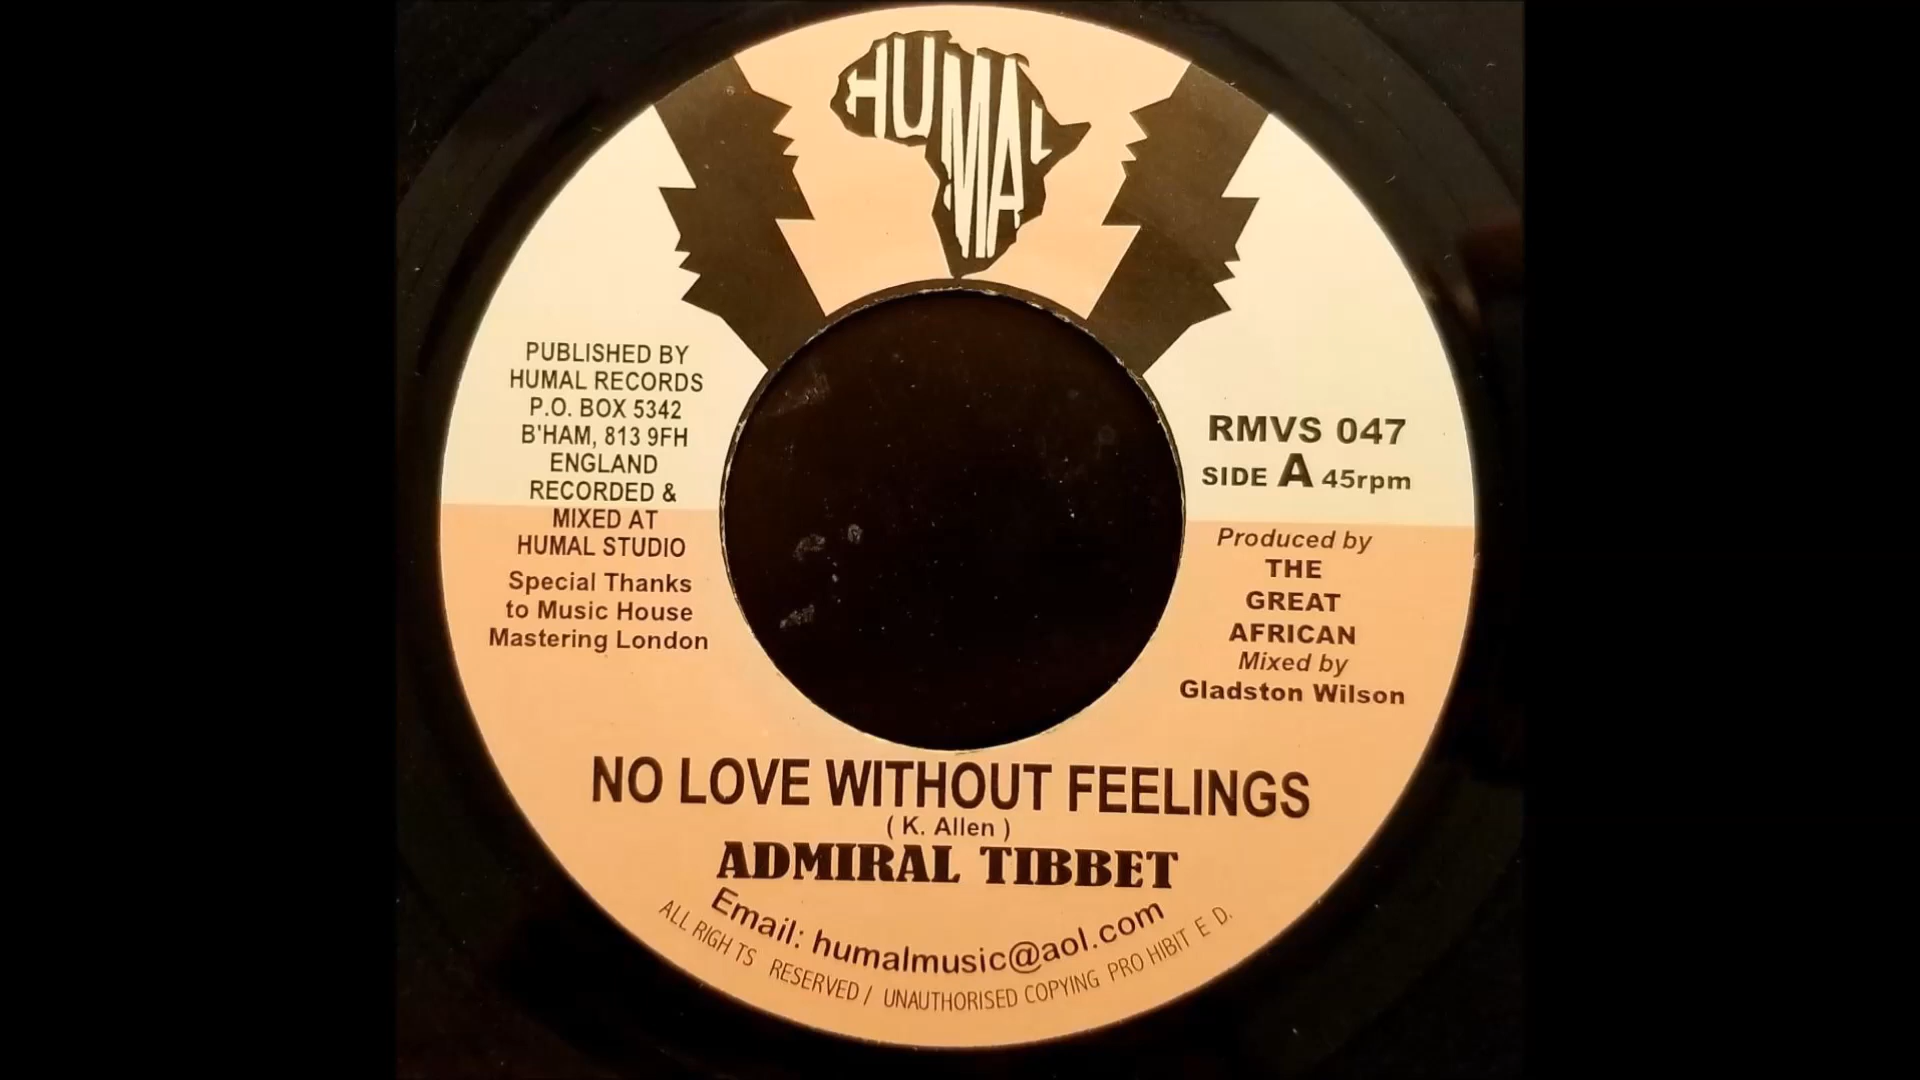 HUMAL
PUBLISHED BY
HUMAL RECORDS
P.O. BOX 5342
B'HAM, 813 9FH
ENGLAND
RECORDED &
MIXED AT
HUMAL STUDIO
Special Thanks
to Music House
Mastering London
RMVS 047
SIDE A 45rpm
Produced by
THE
GREAT
AFRICAN
Mixed by
Gladston Wilson
NO LOVE WITHOUT FEELINGS
( K. Allen )
ADMIRAL TIBBET
Email: humalmusic@aol.com
ALL RIGH TS RESERVED / UNAUTHORISED COPYING PRO HIBIT E D.